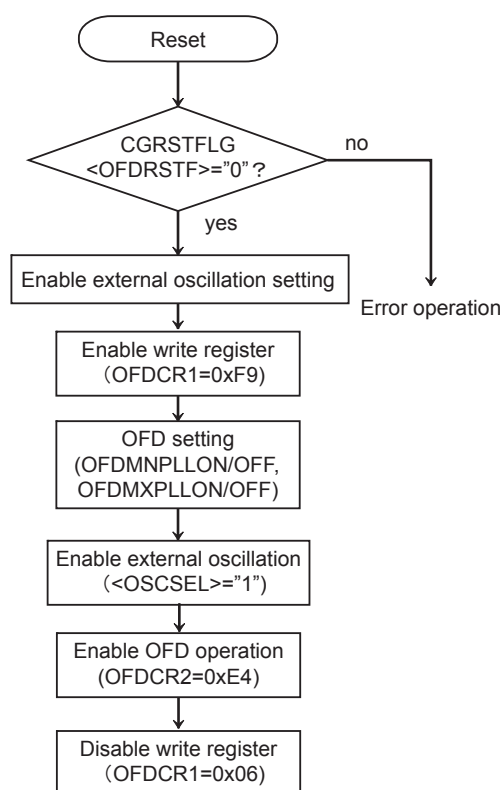 Reset
CGRSTFLG
<OFDRSTF>="0"？
no
yes
Enable external oscillation setting
Error operation
Enable write register
（OFDCR1=0xF9)
OFD setting
(OFDMNPLLON/OFF,
OFDMXPLLON/OFF)
Enable external oscillation
（<OSCSEL>="1”)
Enable OFD operation
(OFDCR2=0xE4)
Disable write register
（OFDCR1=0x06)